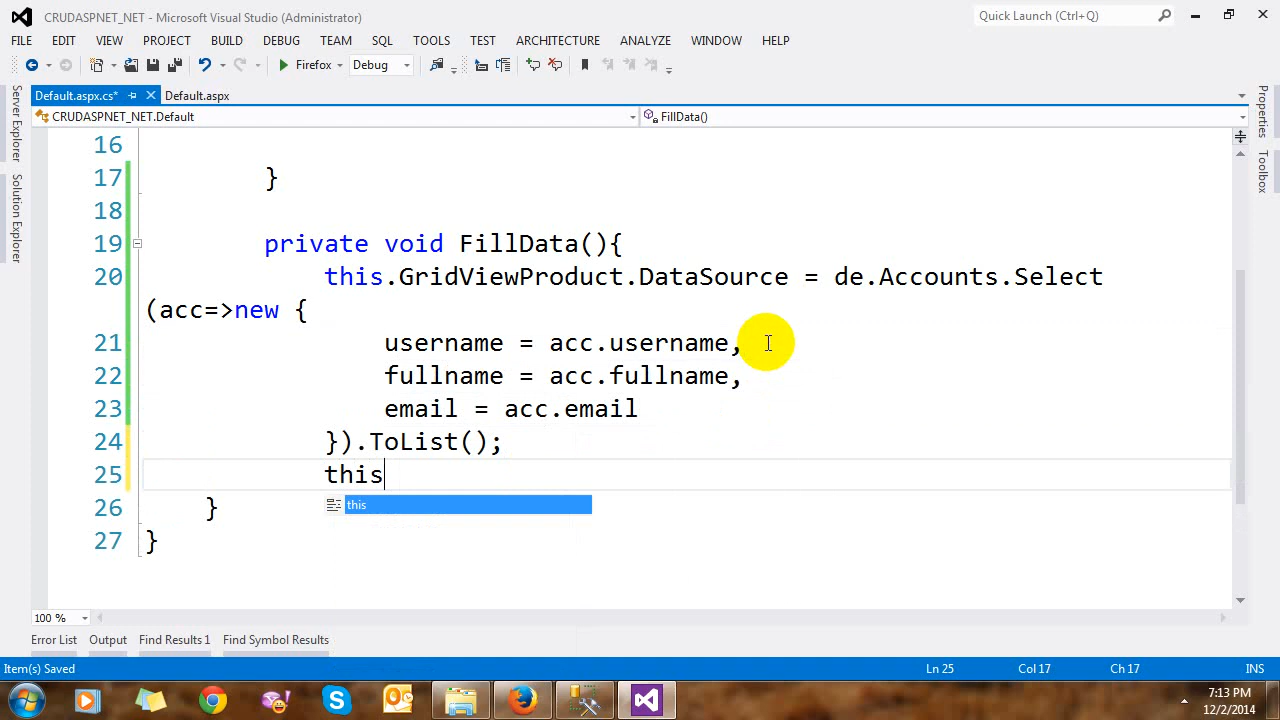 CRUDASPNET_NET - Microsoft Visual Studio (Administrator)
Quick Launch (Ctrl+Q)
FILE EDIT VIEW PROJECT BUILD DEBUG TEAM SQL TOOLS TEST ARCHITECTURE ANALYZE WINDOW HELP
Firefox Debug
Default.aspx.cs* Default.aspx
CRUDASPNET_NET.Default FillData()
Server Explorer
Solution Explorer
Properties
Toolbox
16
17 }
18
19 private void FillData(){
20 this.GridViewProduct.DataSource = de.Accounts.Select
(acc=>new {
21 username = acc.username,
22 fullname = acc.fullname,
23 email = acc.email
24 }).ToList();
25 this
this
26 }
27 }
100 %
Error List Output Find Results 1 Find Symbol Results
Item(s) Saved Ln 25 Col 17 Ch 17 INS
7:13 PM
12/2/2014